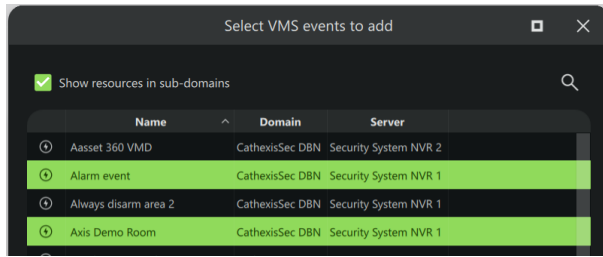 Select VMS events to add
Show resources in sub-domains
Name Domain Server
Aasset 360 VMD CathexisSec DBN Security System NVR 2
Alarm event CathexisSec DBN Security System NVR 1
Always disarm area 2 CathexisSec DBN Security System NVR 1
Axis Demo Room CathexisSec DBN Security System NVR 1